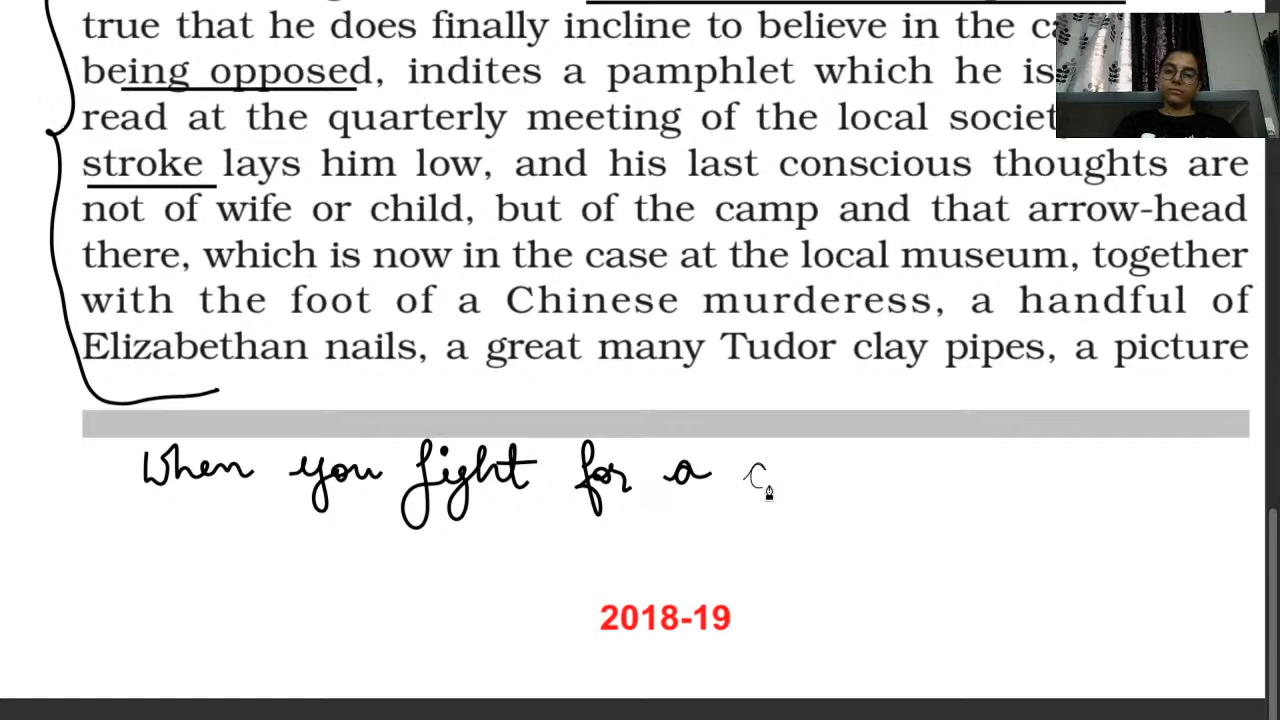 true that he does finally incline to believe in the
being opposed, indites a pamphlet which he is
read at the quarterly meeting of the local
stroke lays him low, and his last conscious thoughts are
not of wife or child, but of the camp and that arrow-head
there, which is now in the case at the local museum, together
with the foot of a Chinese murderess, a handful of
Elizabethan nails, a great many Tudor clay pipes, a picture
When you fight for a
2018-19